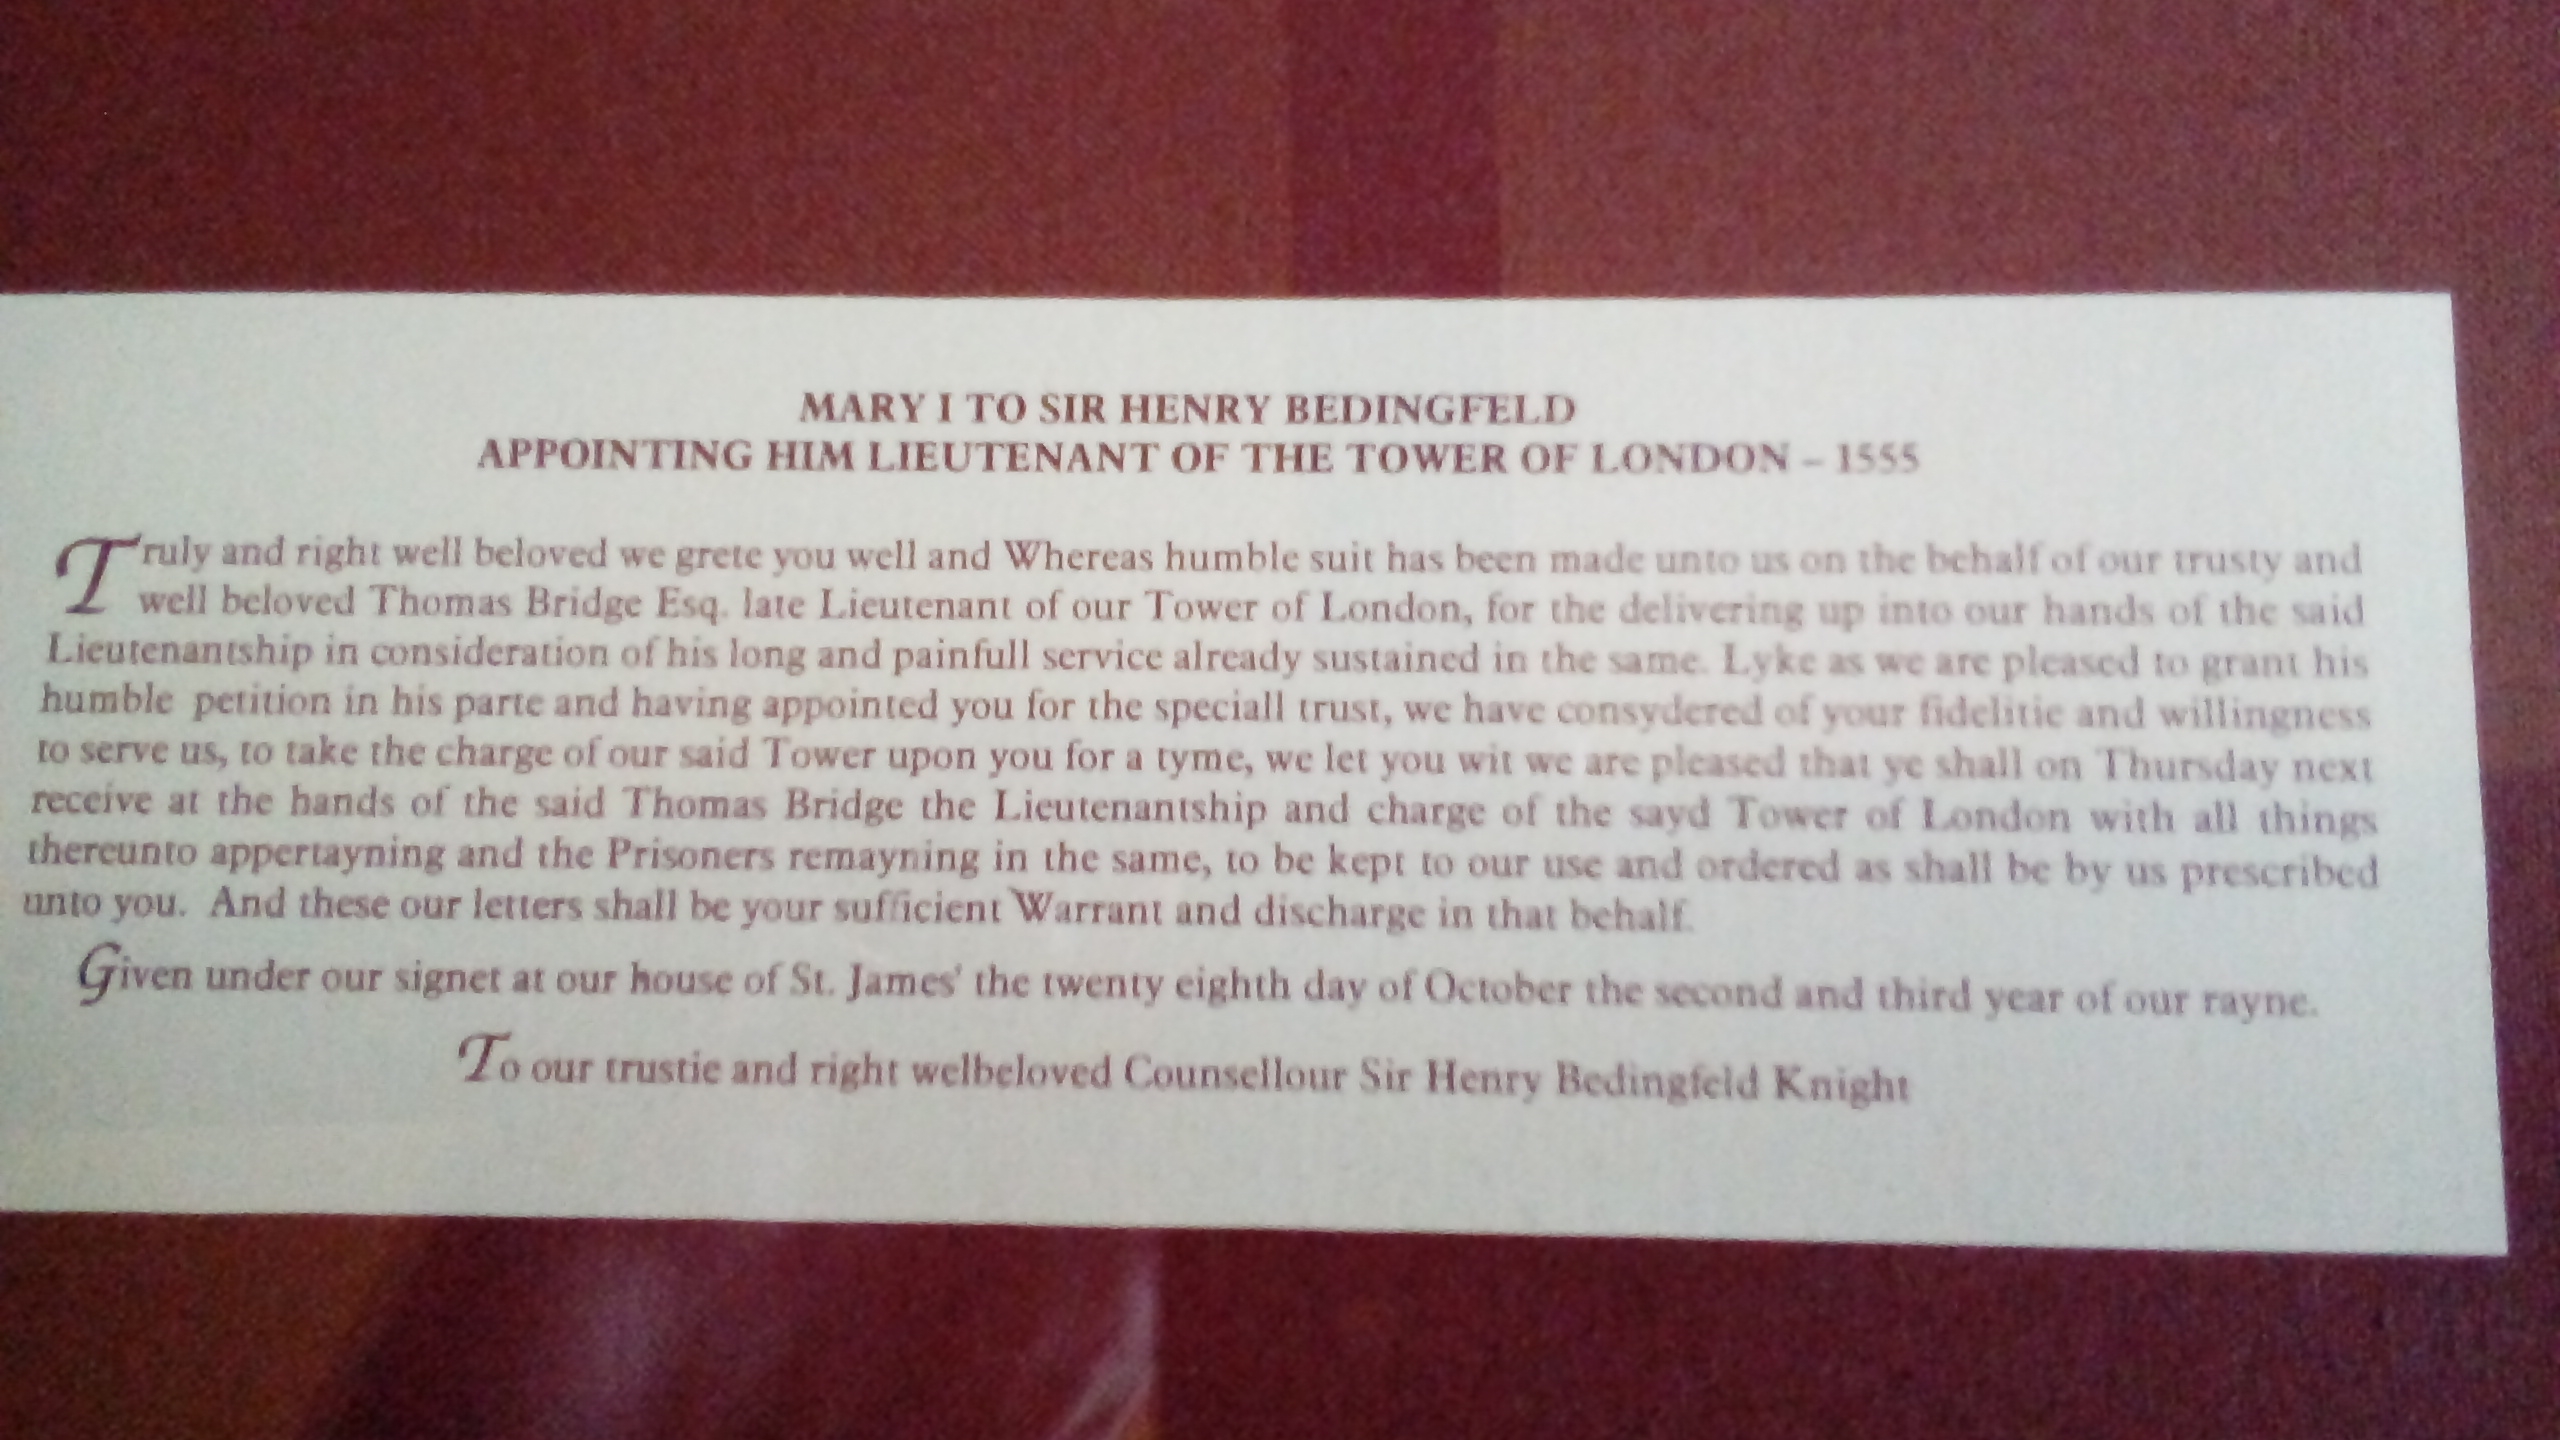 MARY I TO SIR HENRY BEDINGFELD
APPOINTING HIM LIEUTENANT OF THE TOWER OF LONDON – 1555
Truly and right well beloved we grete you well and Whereas humble suit has been made unto us on the behalf of our trusty and
well beloved Thomas Bridge Esq. late Lieutenant of our Tower of London, for the delivering up into our hands of the said
Lieutenantship in consideration of his long and painfull service already sustained in the same. Lyke as we are pleased to grant his
humble petition in his parte and having appointed you for the speciall trust, we have consydered of your fidelitie and willingness
to serve us, to take the charge of our said Tower upon you for a tyme, we let you wit we are pleased that ye shall on Thursday next
receive at the hands of the said Thomas Bridge the Lieutenantship and charge of the sayd Tower of London with all things
thereunto appertayning and the Prisoners remayning in the same, to be kept to our use and ordered as shall be by us prescribed
unto you. And these our letters shall be your sufficient Warrant and discharge in that behalf.
Given under our signet at our house of St. James' the twenty eighth day of October the second and third year of our rayne.
To our trustie and right welbeloved Counsellour Sir Henry Bedingfeld Knight